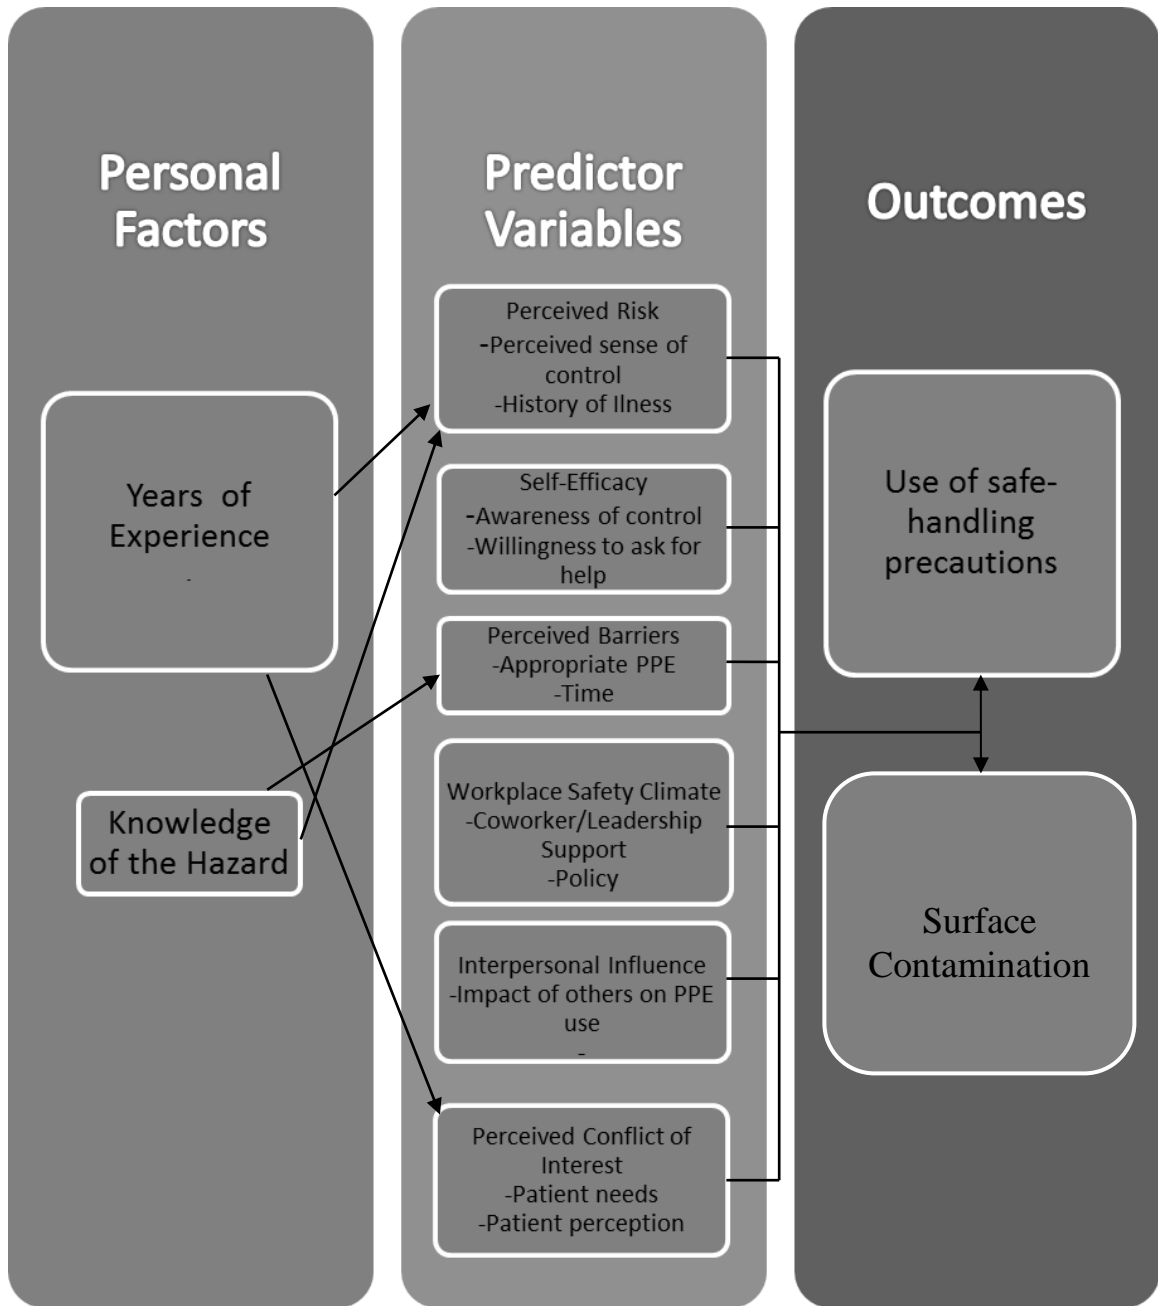 Personal
Factors
Years of
Experience
-
Knowledge
of the Hazard
Predictor
Variables
Perceived Risk
-Perceived sense of
control
-History of Ilness
Self-Efficacy
-Awareness of control
-Willingness to ask for
help
Perceived Barriers
-Appropriate PPE
-Time
Workplace Safety Climate
-Coworker/Leadership
Support
-Policy
Interpersonal Influence
-Impact of others on PPE
use
-
Perceived Conflict of
Interest
-Patient needs
-Patient perception
Outcomes
Use of safe-
handling
precautions
Surface
Contamination